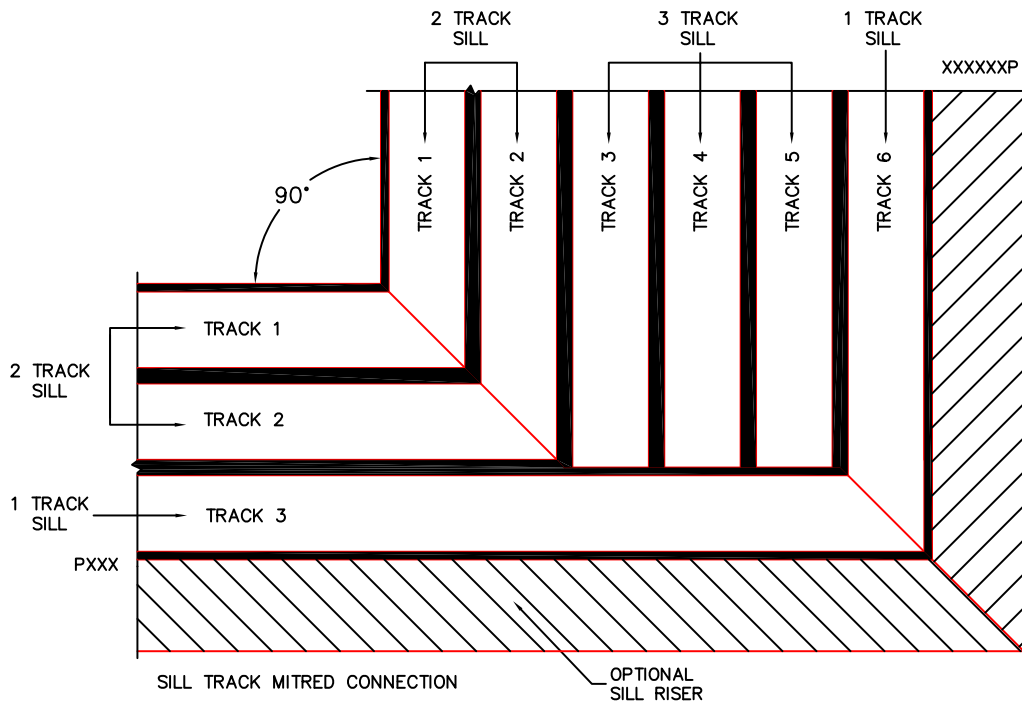 2 TRACK
SILL
3 TRACK
SILL
1 TRACK
SILL
XXXXXXP
TRACK 1
TRACK 2
TRACK 3
TRACK 4
TRACK 5
TRACK 6
90°
TRACK 1
2 TRACK
SILL
TRACK 2
1 TRACK
SILL
TRACK 3
PXXX
SILL TRACK MITRED CONNECTION
OPTIONAL
SILL RISER